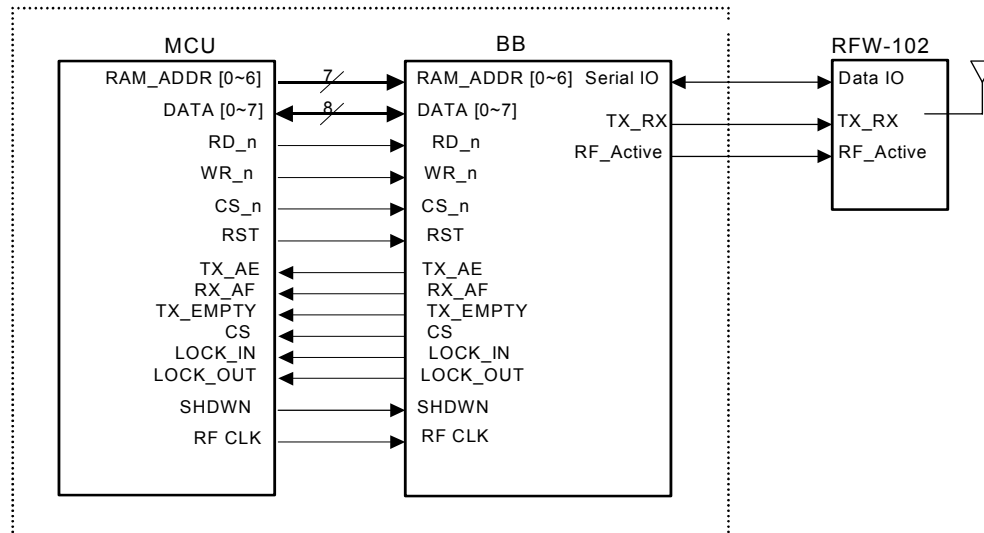 MCU
BB
RFW-102
RAM_ADDR [0~6]
7
RAM_ADDR [0~6]
Serial IO
Data IO
DATA [0~7]
8
DATA [0~7]
TX_RX
TX_RX
RD_n
RD_n
RF_Active
RF_Active
WR_n
WR_n
CS_n
CS_n
RST
RST
TX_AE
TX_AE
RX_AF
RX_AF
TX_EMPTY
TX_EMPTY
CS
CS
LOCK_IN
LOCK_IN
LOCK_OUT
LOCK_OUT
SHDWN
SHDWN
RF CLK
RF CLK